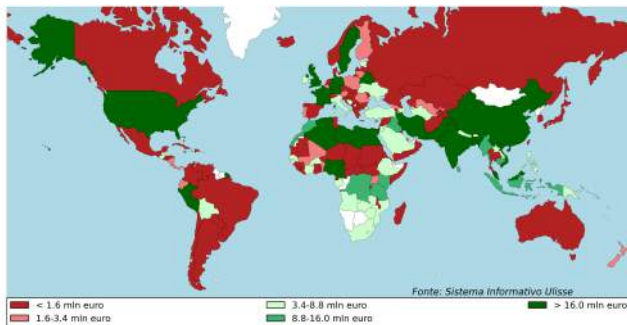 Fonte: Sistema Informativo Ulisse
< 1.6 mln euro
1.6-3.4 mln euro
3.4-8.8 mln euro
8.8-16.0 mln euro
> 16.0 mln euro